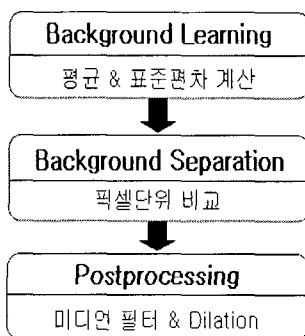 Background Learning
평균 & 표준편차 계산
Background Separation
픽셀단위 비교
Postprocessing
미디언 필터 & Dilation